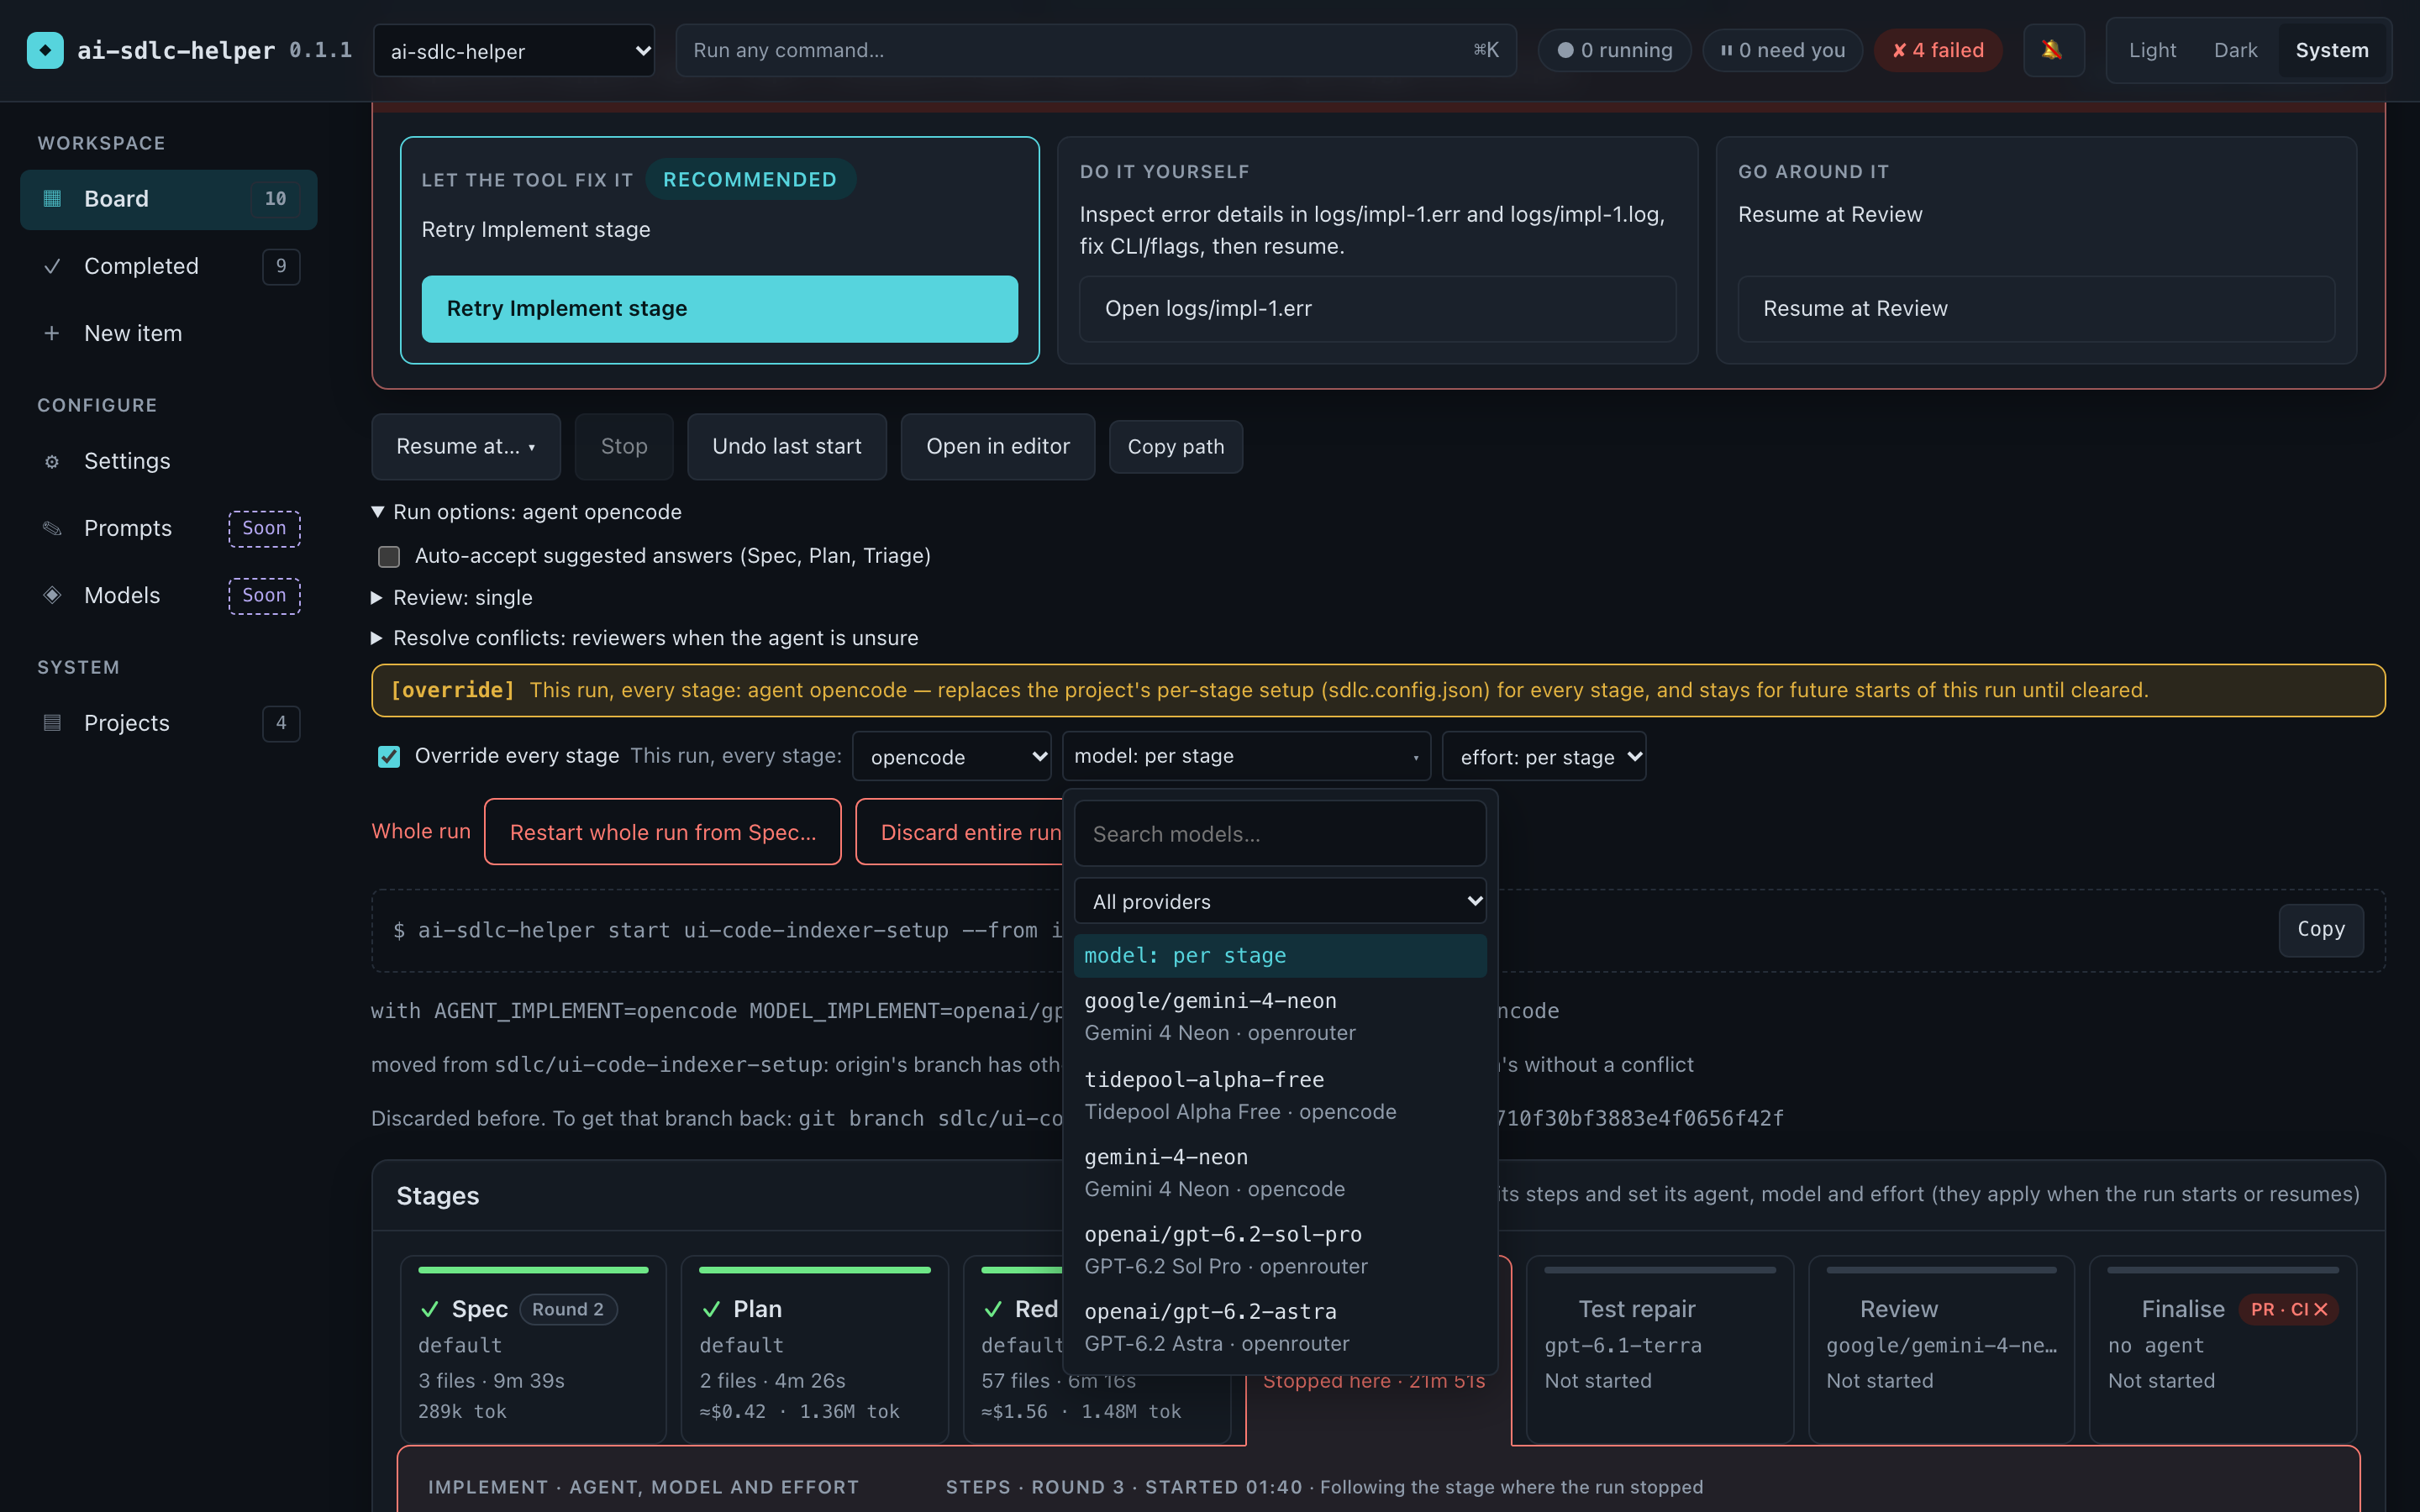 ai-sdlc-helper 0.1.1
ai-sdlc-helper
Run any command... ⌘K
0 running
0 need you
✘ 4 failed
Light Dark System
WORKSPACE
Board 10
Completed 9
New item
CONFIGURE
Settings
Prompts Soon
Models Soon
SYSTEM
Projects 4
LET THE TOOL FIX IT RECOMMENDED
Retry Implement stage
Retry Implement stage
DO IT YOURSELF
Inspect error details in logs/impl-1.err and logs/impl-1.log,
fix CLI/flags, then resume.
Open logs/impl-1.err
GO AROUND IT
Resume at Review
Resume at Review
Resume at... ▾
Stop
Undo last start
Open in editor
Copy path
▼ Run options: agent opencode
Auto-accept suggested answers (Spec, Plan, Triage)
▶ Review: single
▶ Resolve conflicts: reviewers when the agent is unsure
[override] This run, every stage: agent opencode — replaces the project's per-stage setup (sdlc.config.json) for every stage, and stays for future starts of this run until cleared.
Override every stage This run, every stage: opencode model: per stage effort: per stage
Whole run Restart whole run from Spec... Discard entire run
Search models...
All providers
model: per stage
google/gemini-4-neon
Gemini 4 Neon · openrouter
tidepool-alpha-free
Tidepool Alpha Free · opencode
gemini-4-neon
Gemini 4 Neon · opencode
openai/gpt-6.2-sol-pro
GPT-6.2 Sol Pro · openrouter
openai/gpt-6.2-astra
GPT-6.2 Astra · openrouter
$ ai-sdlc-helper start ui-code-indexer-setup --from i
Copy
with AGENT_IMPLEMENT=opencode MODEL_IMPLEMENT=openai/gp ncode
moved from sdlc/ui-code-indexer-setup: origin's branch has oth 's without a conflict
Discarded before. To get that branch back: git branch sdlc/ui-co 710f30bf3883e4f0656f42f
Stages
its steps and set its agent, model and effort (they apply when the run starts or resumes)
✓ Spec Round 2
default
3 files · 9m 39s
289k tok
✓ Plan
default
2 files · 4m 26s
≈$0.42 · 1.36M tok
✓ Red
default
57 files · 6m 16s
≈$1.56 · 1.48M tok
Stopped here · 21m 51s
Test repair
gpt-6.1-terra
Not started
Review
google/gemini-4-ne…
Not started
Finalise PR · CI ✕
no agent
Not started
IMPLEMENT · AGENT, MODEL AND EFFORT
STEPS · ROUND 3 · STARTED 01:40 · Following the stage where the run stopped